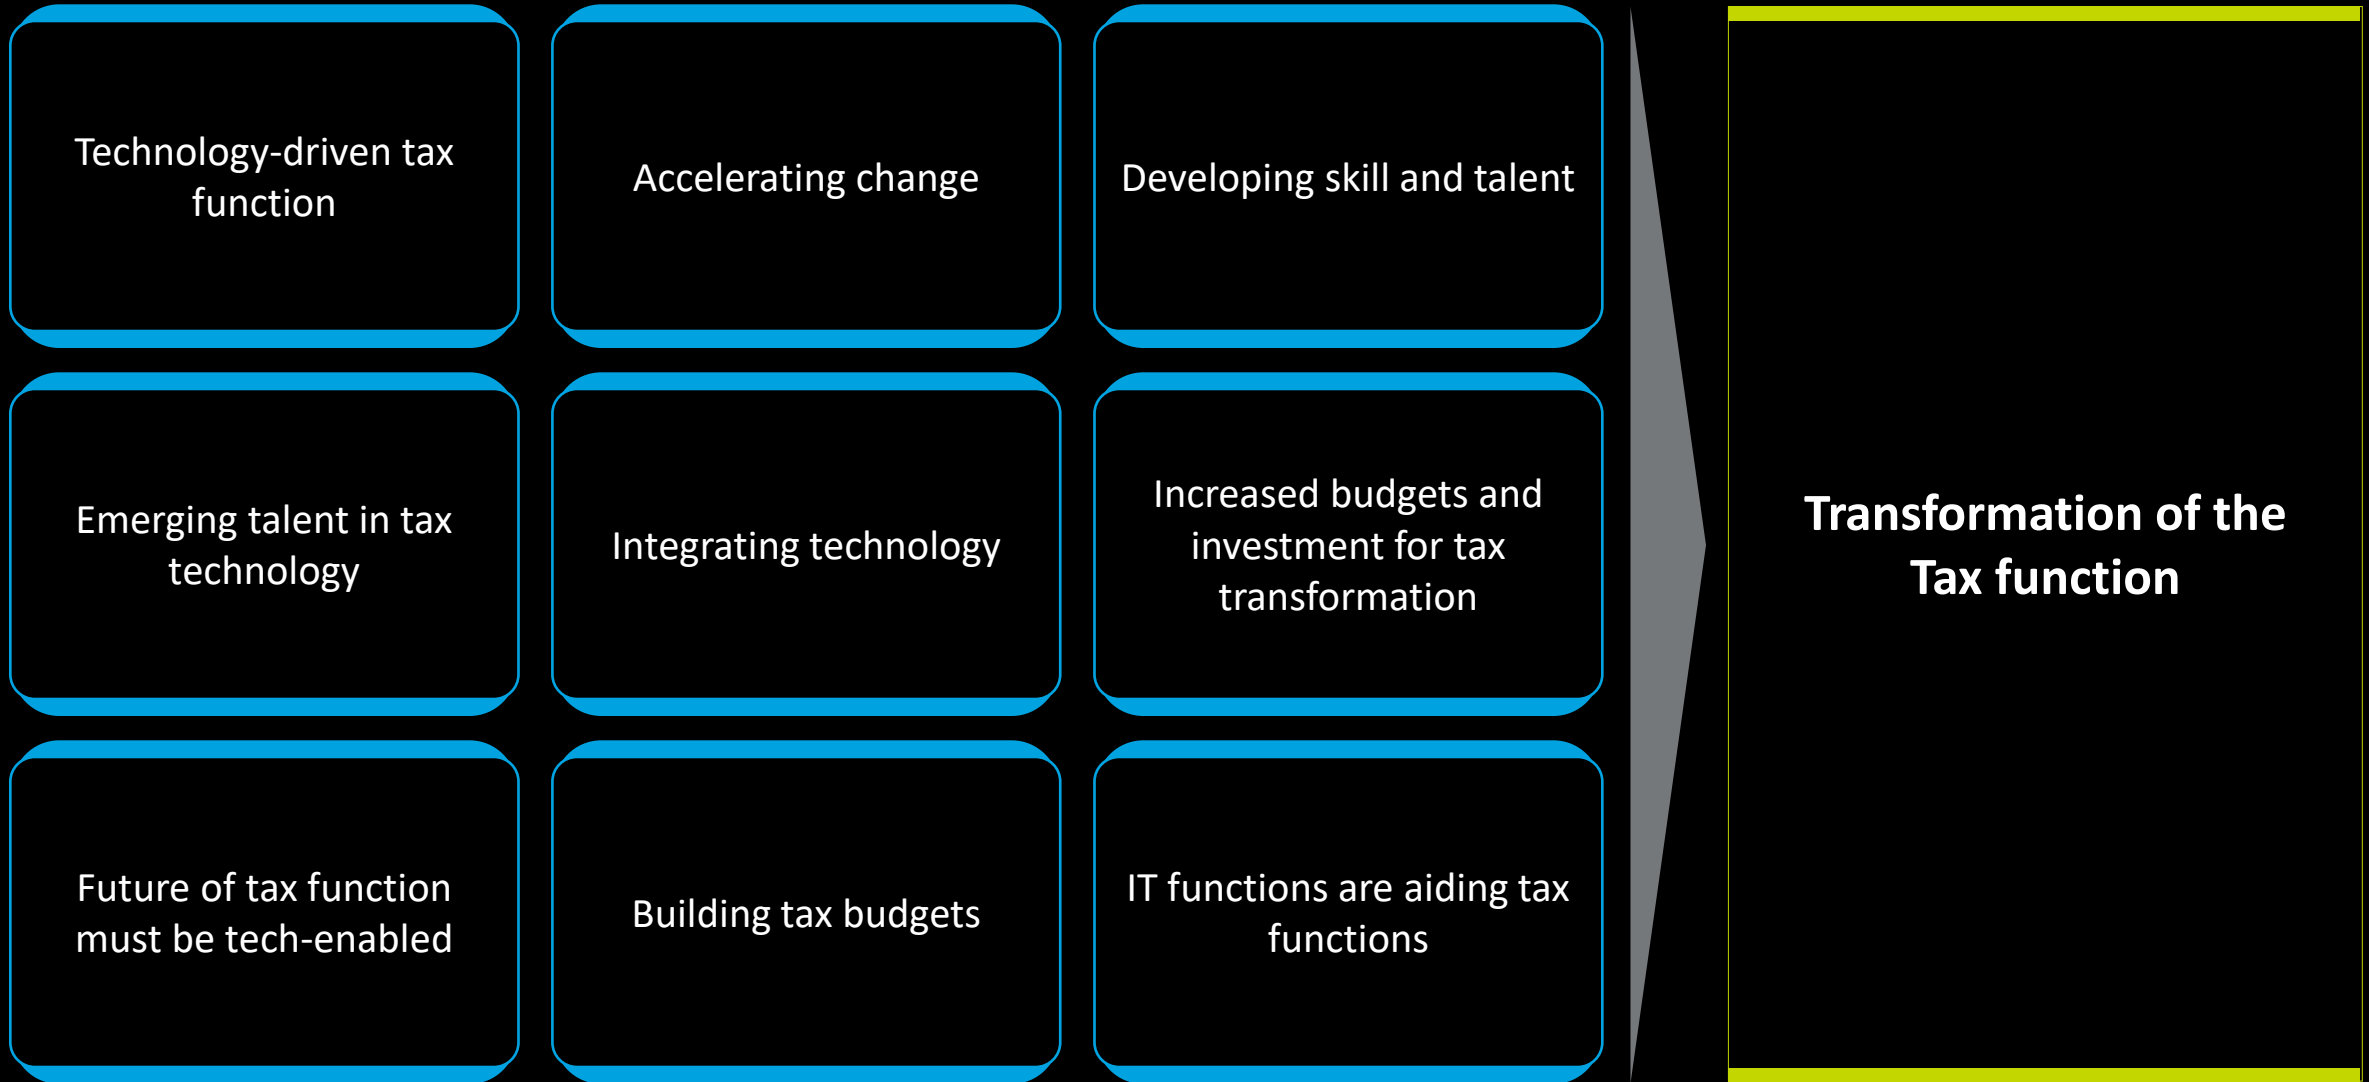 Technology-driven tax
function
Accelerating change
Developing skill and talent
Emerging talent in tax
technology
Integrating technology
Increased budgets and
investment for tax
transformation
Future of tax function
must be tech-enabled
Building tax budgets
IT functions are aiding tax
functions
Transformation of the
Tax function